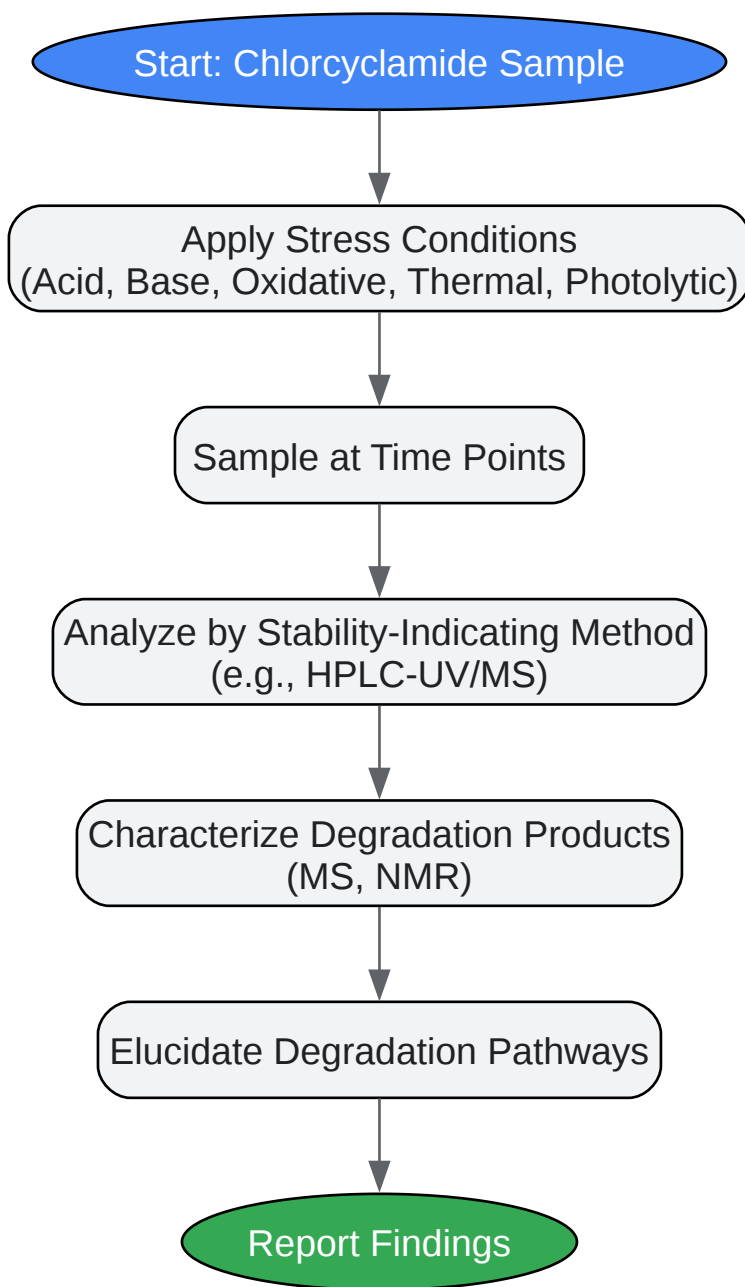 Start: Chlorcyclamide Sample
Apply Stress Conditions
(Acid, Base, Oxidative, Thermal, Photolytic)
Sample at Time Points
Analyze by Stability-Indicating Method
(e.g., HPLC-UV/MS)
Characterize Degradation Products
(MS, NMR)
Elucidate Degradation Pathways
Report Findings